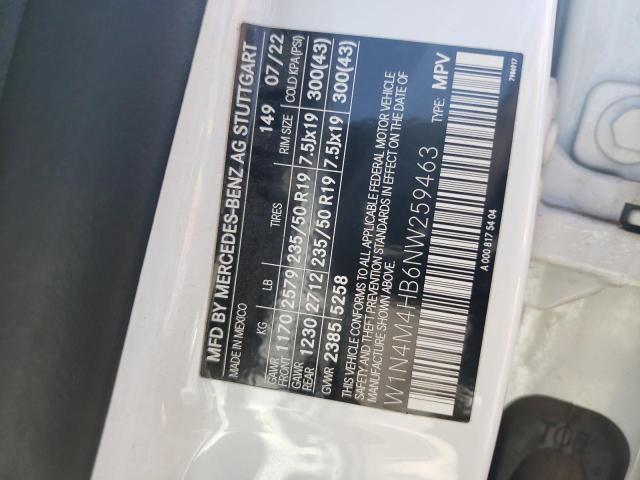 MFD BY MERCEDES-BENZ AG STUTTGART
MADE IN MEXICO 149 07/22
KG LB TIRES RIM SIZE COLD KPA(PSI)
GAWR FRONT 1170 2579 235/50 R19 7.5Jx19 300(43)
GAWR REAR 1230 2712 235/50 R19 7.5Jx19 300(43)
GVWR 2385 5258
THIS VEHICLE CONFORMS TO ALL APPLICABLE FEDERAL MOTOR VEHICLE
SAFETY AND THEFT PREVENTION STANDARDS IN EFFECT ON THE DATE OF
MANUFACTURE SHOWN ABOVE.
W1N4M4HB6NW259463 TYPE: MPV
A 000 817 56 04
7986917
TOP